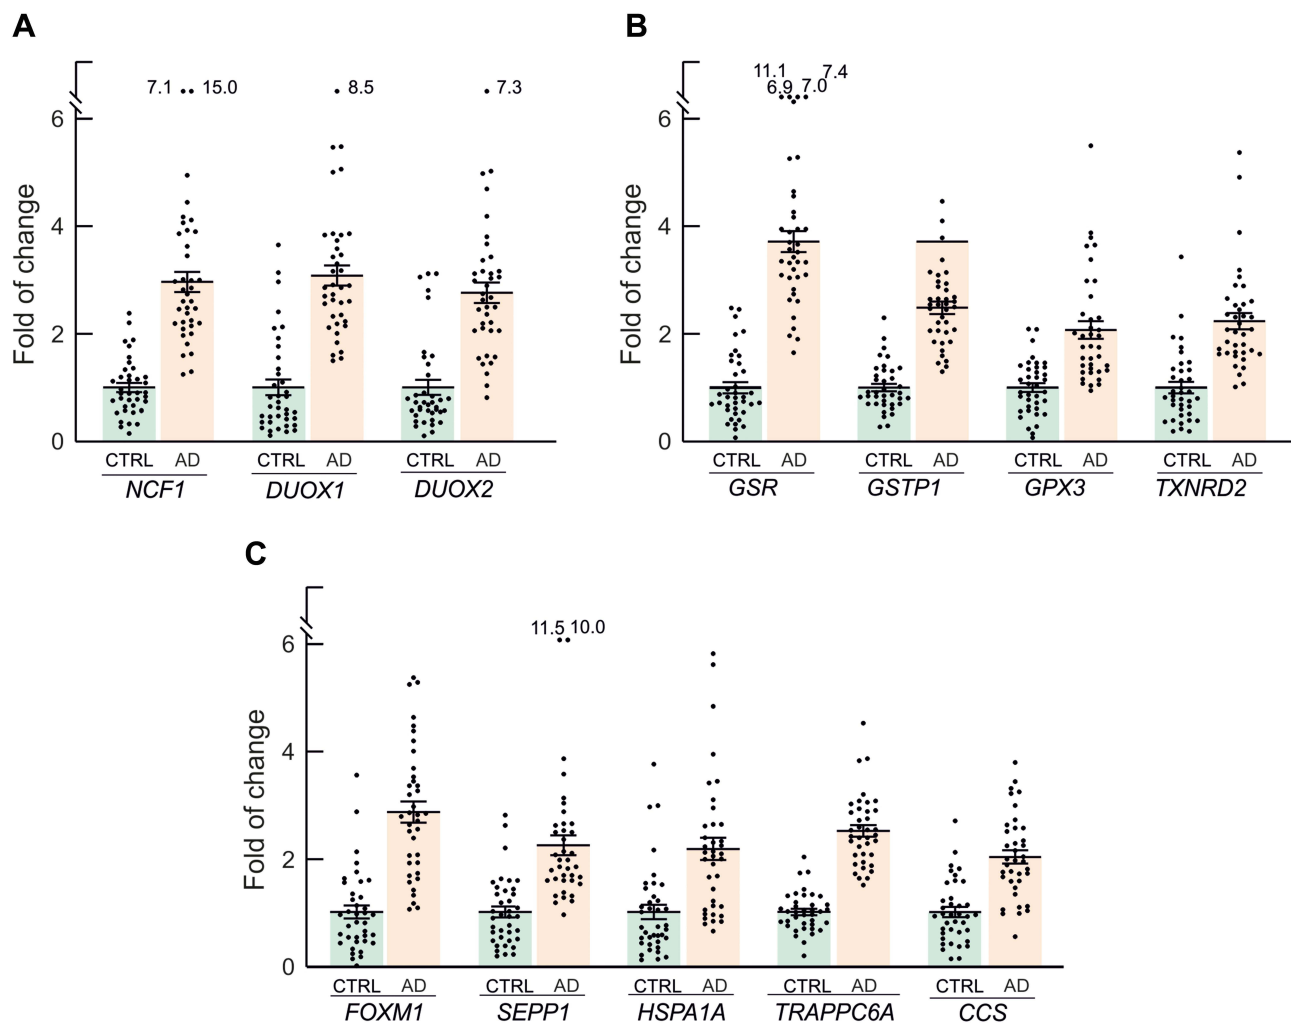 A
7.1 15.0 8.5 7.3
6
4
2
0
Fold of change
CTRL AD CTRL AD CTRL AD
NCF1 DUOX1 DUOX2
B
11.1 7.4
6.9 7.0
6
4
2
0
Fold of change
CTRL AD CTRL AD CTRL AD CTRL AD
GSR GSTP1 GPX3 TXNRD2
C
11.5 10.0
6
4
2
0
Fold of change
CTRL AD CTRL AD CTRL AD CTRL AD CTRL AD
FOXM1 SEPP1 HSPA1A TRAPPC6A CCS